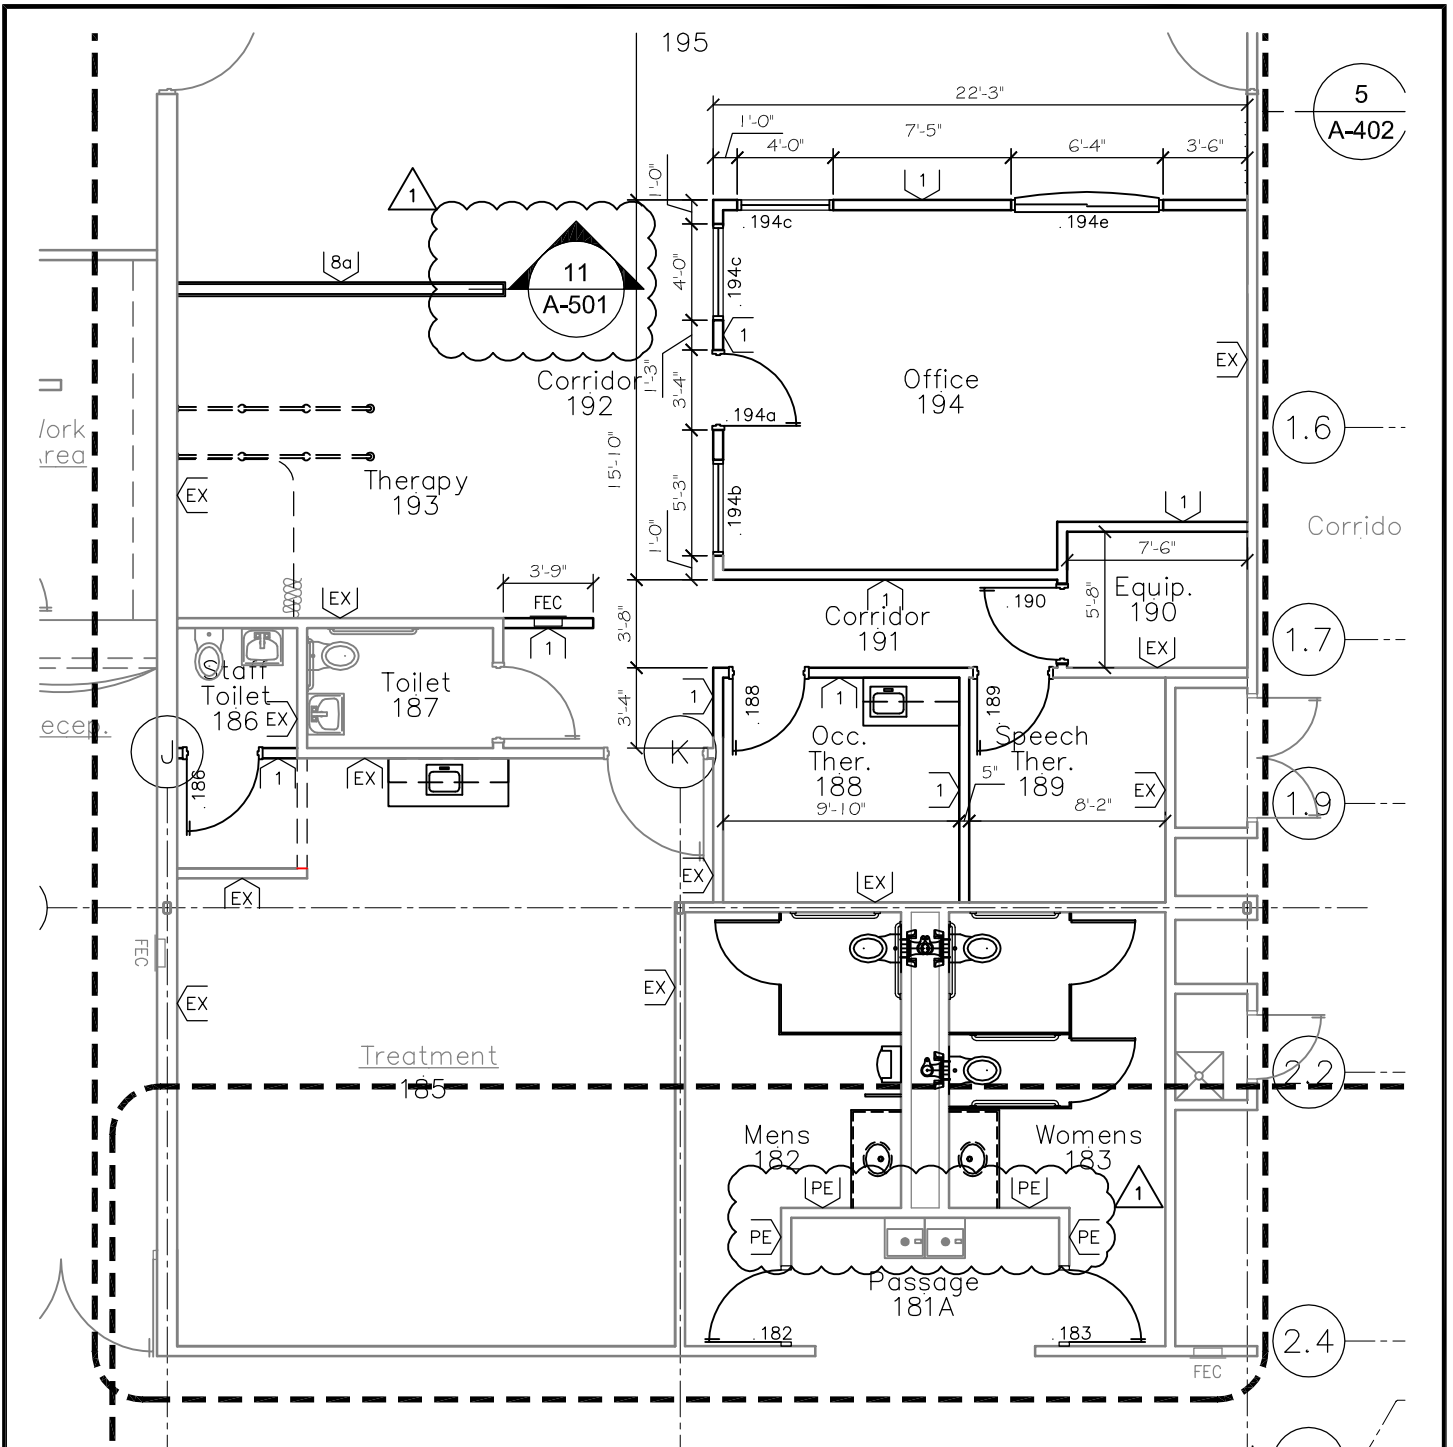 195
5
A-402
22'-3"
1'-0"
4'-0"
7'-5"
6'-4"
3'-6"
1
1
.194c
.194e
1'-0"
4'-0"
.194c
8a
11
A-501
1
1'-3"
3'-4"
.194a
15'-10"
Corridor
192
Office
194
EX
1.6
Therapy
193
EX
5'-3"
.194b
1'-0"
1
Corrido
7'-6"
3'-9"
FEC
EX
1
5'-8"
Equip.
190
.190
EX
1
Corridor
191
3'-8"
1.7
Staff
Toilet
186
EX
Toilet
187
3'-4"
1
.188
1
.189
ecep.
J
K
Occ.
Ther.
188
9'-10"
Speech
Ther.
189
5"
8'-2"
1
EX
1.9
.186
1
EX
EX
EX
EX
FEC
EX
EX
Treatment
185
2.2
Mens
182
Womens
183
PE
PE
1
PE
PE
Passage
181A
.182
.183
2.4
FEC